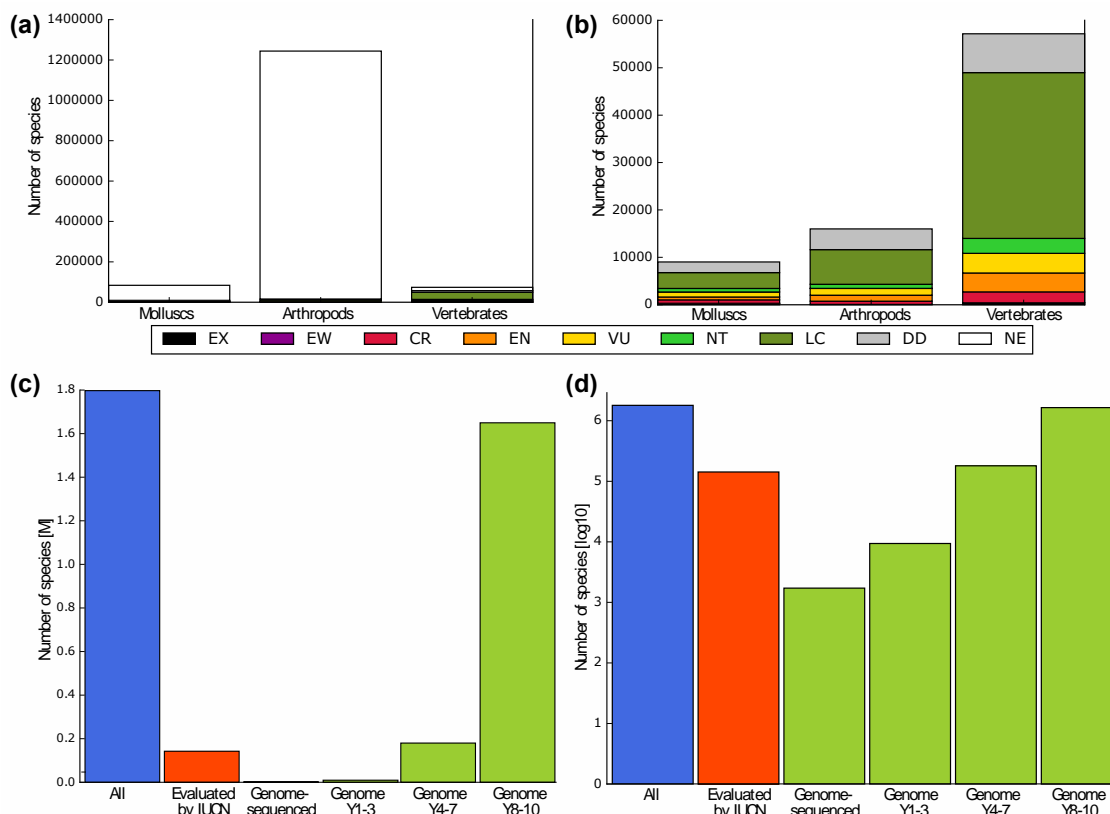 (a)
1400000
1200000
1000000
800000
600000
400000
200000
0
Number of species
Molluscs Arthropods Vertebrates
(b)
60000
50000
40000
30000
20000
10000
0
Number of species
Molluscs Arthropods Vertebrates
EX EW CR EN VU NT LC DD NE
(c)
1.8
1.6
1.4
1.2
1.0
0.8
0.6
0.4
0.2
0.0
Number of species [M]
All Evaluated by IUCN Genome-sequenced Genome Y1-3 Genome Y4-7 Genome Y8-10
(d)
6
5
4
3
2
1
0
Number of species [log10]
All Evaluated by IUCN Genome-sequenced Genome Y1-3 Genome Y4-7 Genome Y8-10